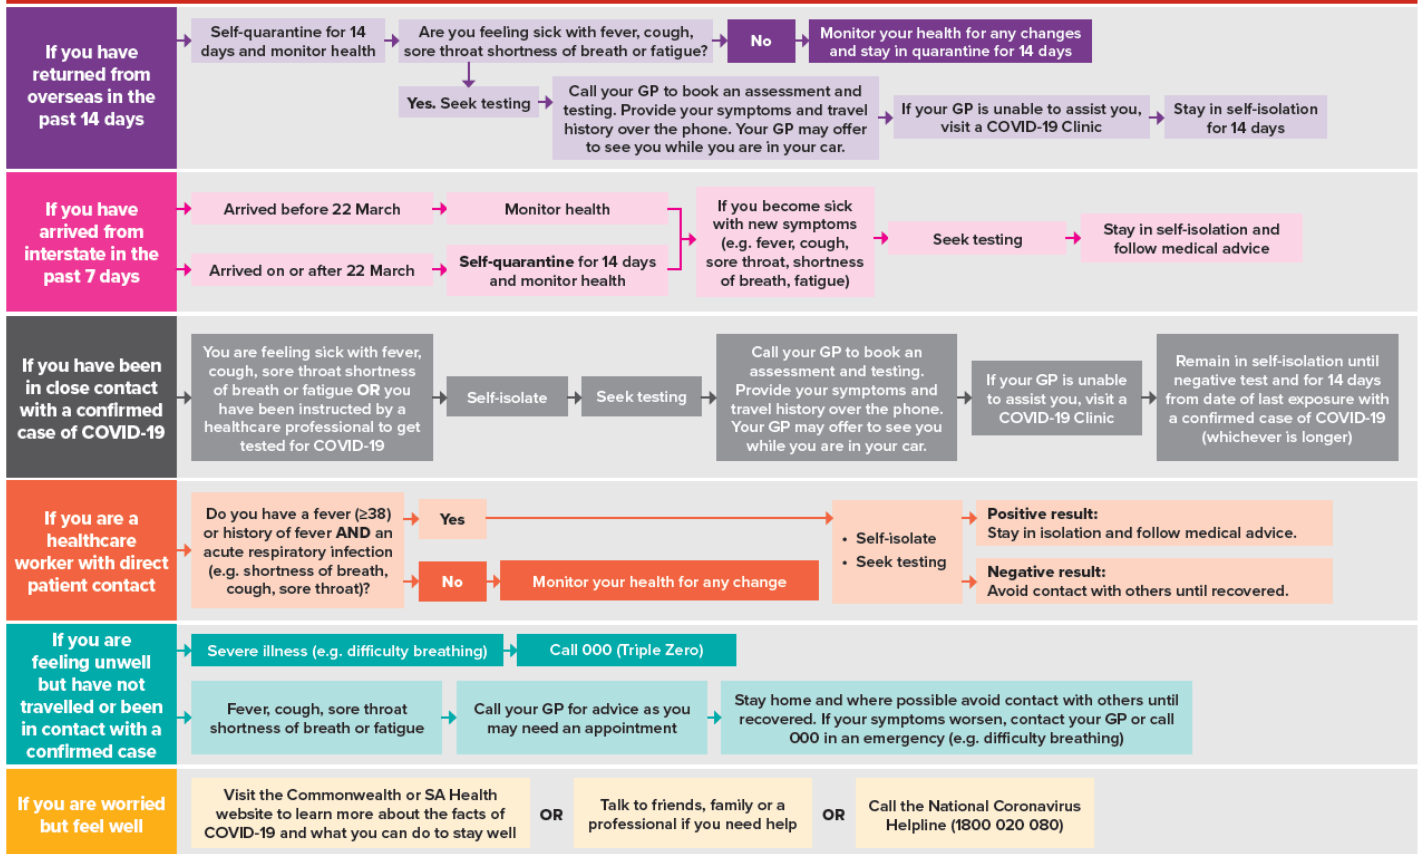 If you have
returned from
overseas in the
past 14 days
Self-quarantine for 14
days and monitor health
Are you feeling sick with fever, cough,
sore throat shortness of breath or fatigue?
No
Monitor your health for any changes
and stay in quarantine for 14 days
Yes. Seek testing
Call your GP to book an assessment and
testing. Provide your symptoms and travel
history over the phone. Your GP may offer
to see you while you are in your car.
If your GP is unable to assist you,
visit a COVID-19 Clinic
Stay in self-isolation
for 14 days
If you have
arrived from
interstate in the
past 7 days
Arrived before 22 March
Monitor health
Arrived on or after 22 March
Self-quarantine for 14 days
and monitor health
If you become sick
with new symptoms
(e.g. fever, cough,
sore throat, shortness
of breath, fatigue)
Seek testing
Stay in self-isolation and
follow medical advice
If you have been
in close contact
with a confirmed
case of COVID-19
You are feeling sick with fever,
cough, sore throat shortness
of breath or fatigue OR you
have been instructed by a
healthcare professional to get
tested for COVID-19
Self-isolate
Seek testing
Call your GP to book an
assessment and testing.
Provide your symptoms and
travel history over the phone.
Your GP may offer to see you
while you are in your car.
If your GP is unable
to assist you, visit a
COVID-19 Clinic
Remain in self-isolation until
negative test and for 14 days
from date of last exposure with
a confirmed case of COVID-19
(whichever is longer)
If you are a
healthcare
worker with direct
patient contact
Do you have a fever (≥38)
or history of fever AND an
acute respiratory infection
(e.g. shortness of breath,
cough, sore throat)?
Yes
No
Monitor your health for any change
• Self-isolate
• Seek testing
Positive result:
Stay in isolation and follow medical advice.
Negative result:
Avoid contact with others until recovered.
If you are
feeling unwell
but have not
travelled or been
in contact with a
confirmed case
Severe illness (e.g. difficulty breathing)
Call 000 (Triple Zero)
Fever, cough, sore throat
shortness of breath or fatigue
Call your GP for advice as you
may need an appointment
Stay home and where possible avoid contact with others until
recovered. If your symptoms worsen, contact your GP or call
000 in an emergency (e.g. difficulty breathing)
If you are worried
but feel well
Visit the Commonwealth or SA Health
website to learn more about the facts of
COVID-19 and what you can do to stay well
OR
Talk to friends, family or a
professional if you need help
OR
Call the National Coronavirus
Helpline (1800 020 080)